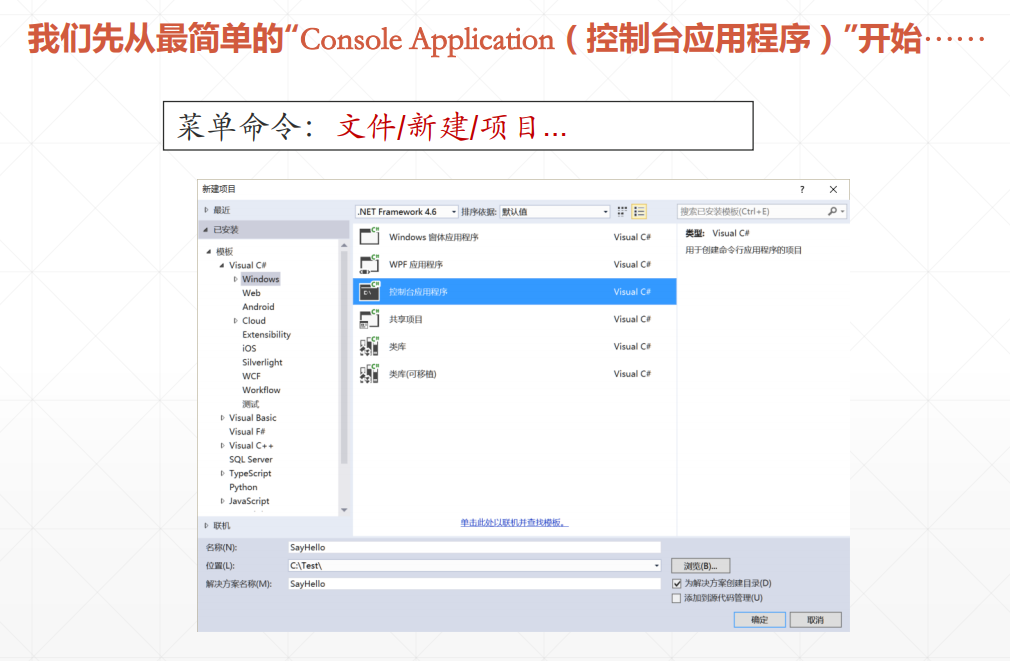 我们先从最简单的“Console Application（控制台应用程序）”开始……
菜单命令：文件/新建/项目...
新建项目
? ×
最近
.NET Framework 4.6 排序依据: 默认值
搜索已安装模板(Ctrl+E)
已安装
模板
Visual C#
Windows
Web
Android
Cloud
Extensibility
iOS
Silverlight
WCF
Workflow
测试
Visual Basic
Visual F#
Visual C++
SQL Server
TypeScript
Python
JavaScript
联机
Windows 窗体应用程序 Visual C#
WPF 应用程序 Visual C#
控制台应用程序 Visual C#
共享项目 Visual C#
类库 Visual C#
类库(可移植) Visual C#
单击此处以联机并查找模板。
类型: Visual C#
用于创建命令行应用程序的项目
名称(N): SayHello
位置(L): C:\Test\ 浏览(B)...
解决方案名称(M): SayHello
为解决方案创建目录(D)
添加到源代码管理(U)
确定 取消